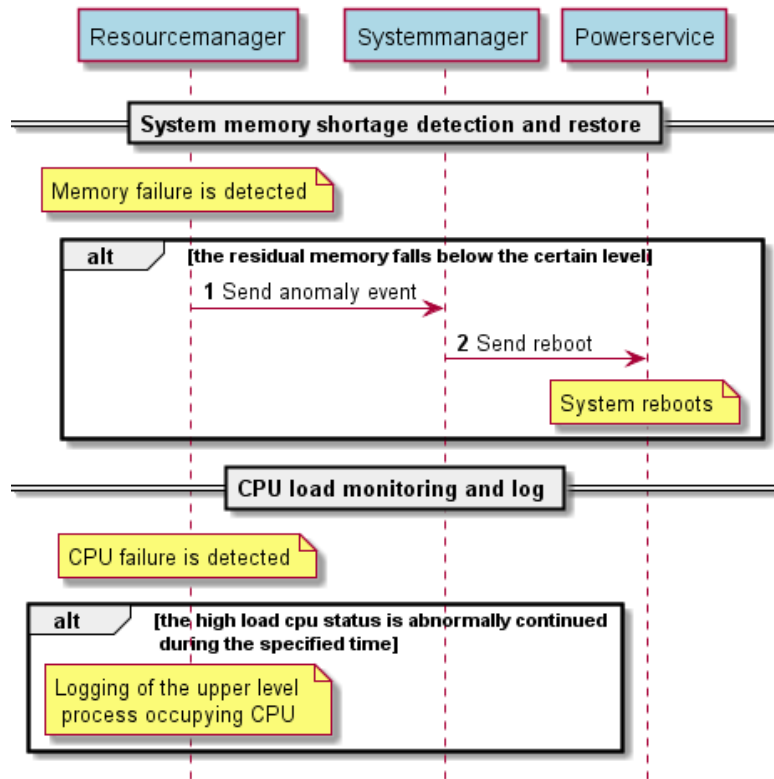 Resourcemanager Systemmanager Powerservice
System memory shortage detection and restore
Memory failure is detected
alt [the residual memory falls below the certain level]
1 Send anomaly event
2 Send reboot
System reboots
CPU load monitoring and log
CPU failure is detected
alt [the high load cpu status is abnormally continued
during the specified time]
Logging of the upper level
process occupying CPU